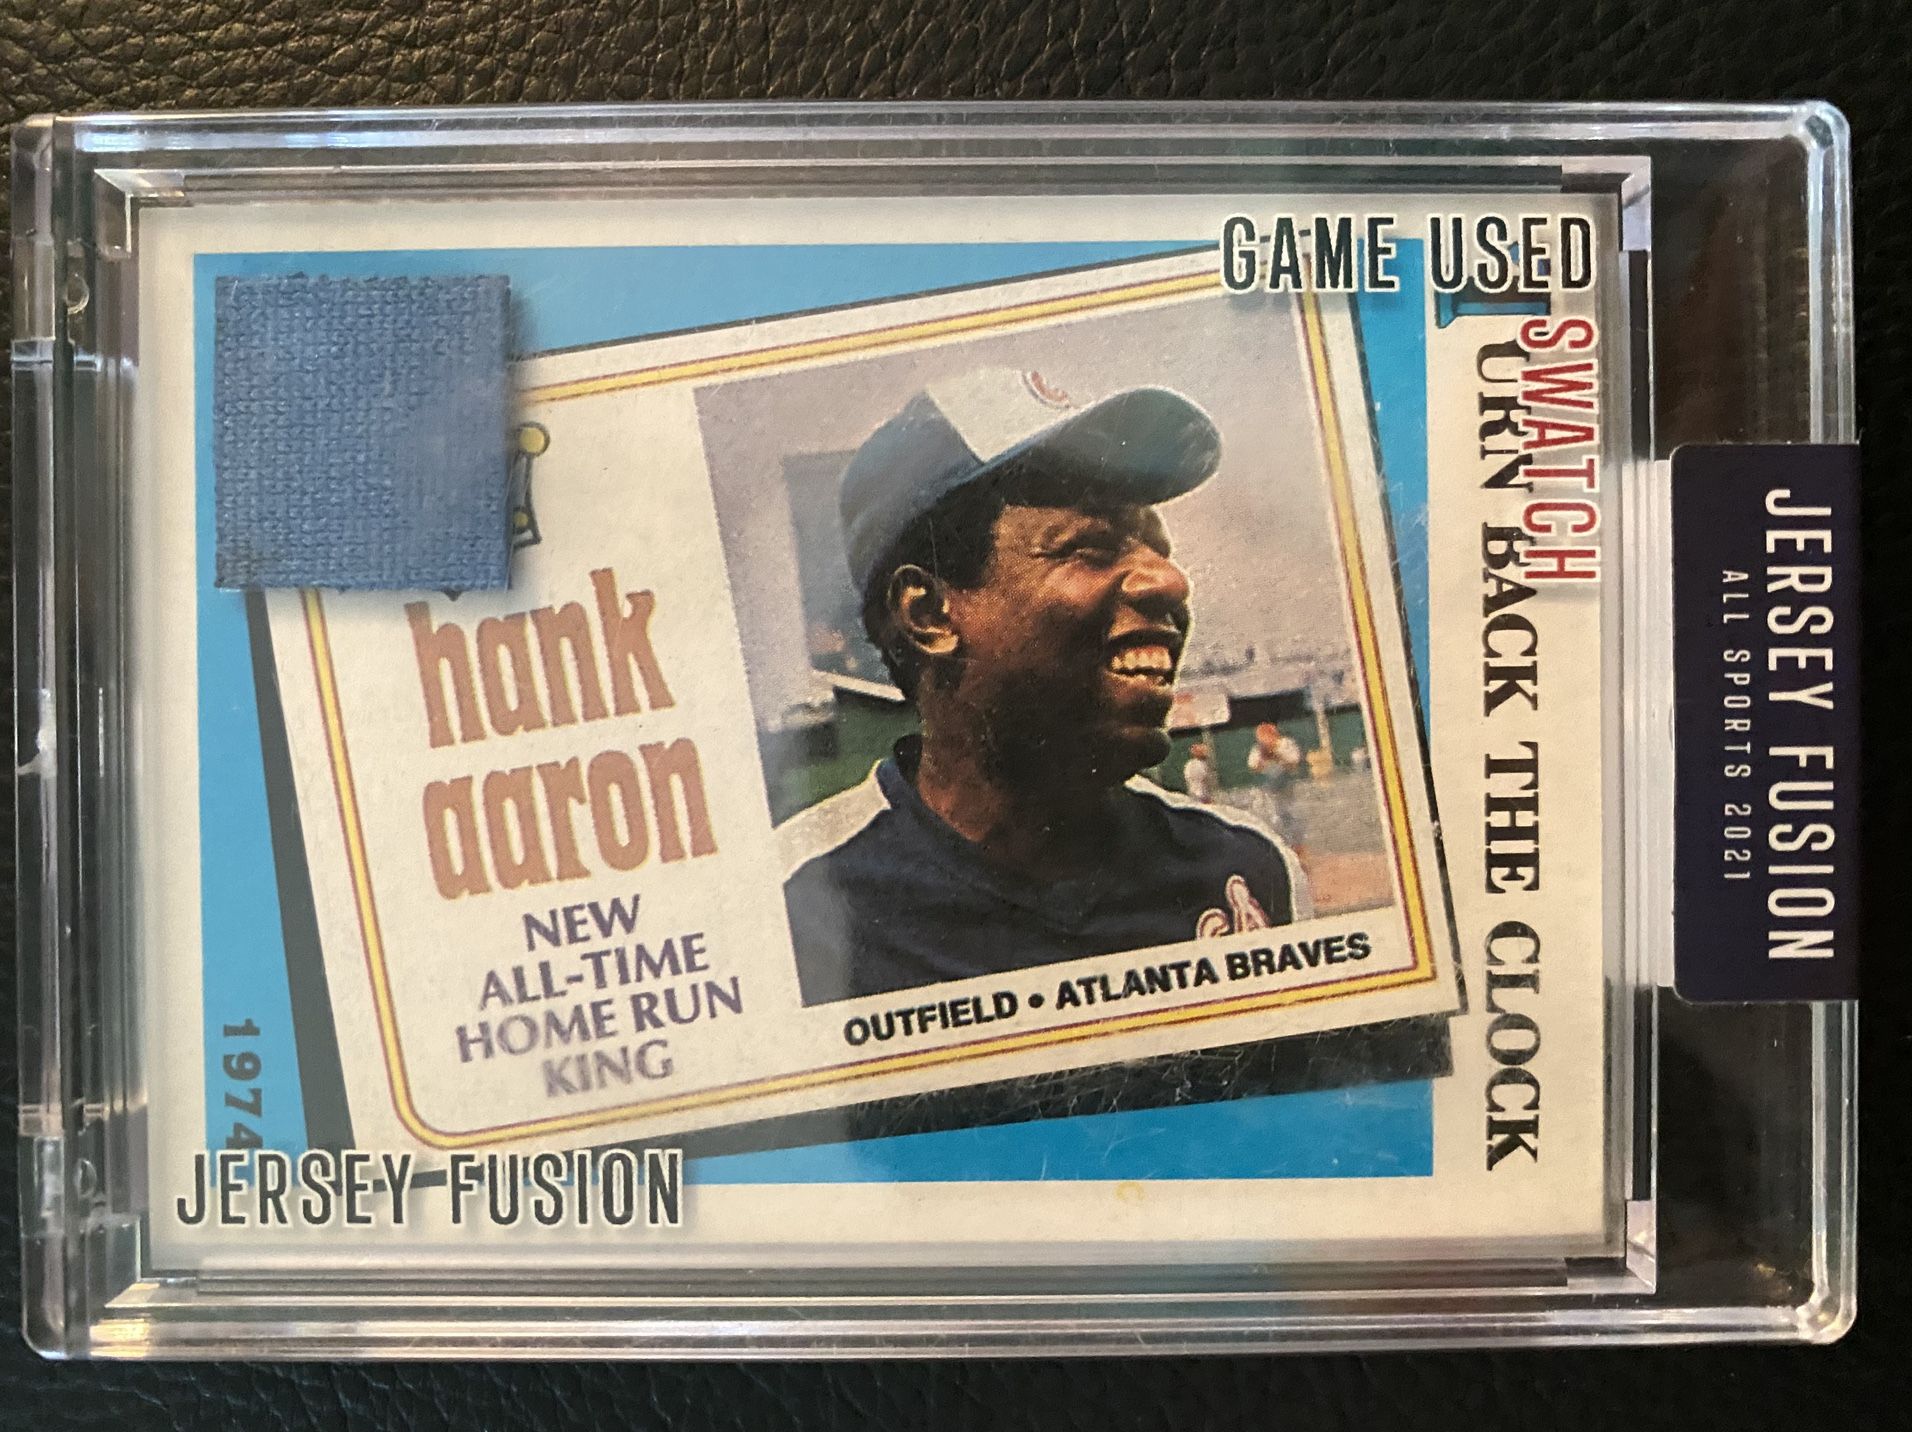 GAME USED
SWATCH
TURN BACK THE CLOCK
hank
aaron
NEW
ALL-TIME
HOME RUN
KING
OUTFIELD • ATLANTA BRAVES
1974
JERSEY FUSION
JERSEY FUSION
ALL SPORTS 2021